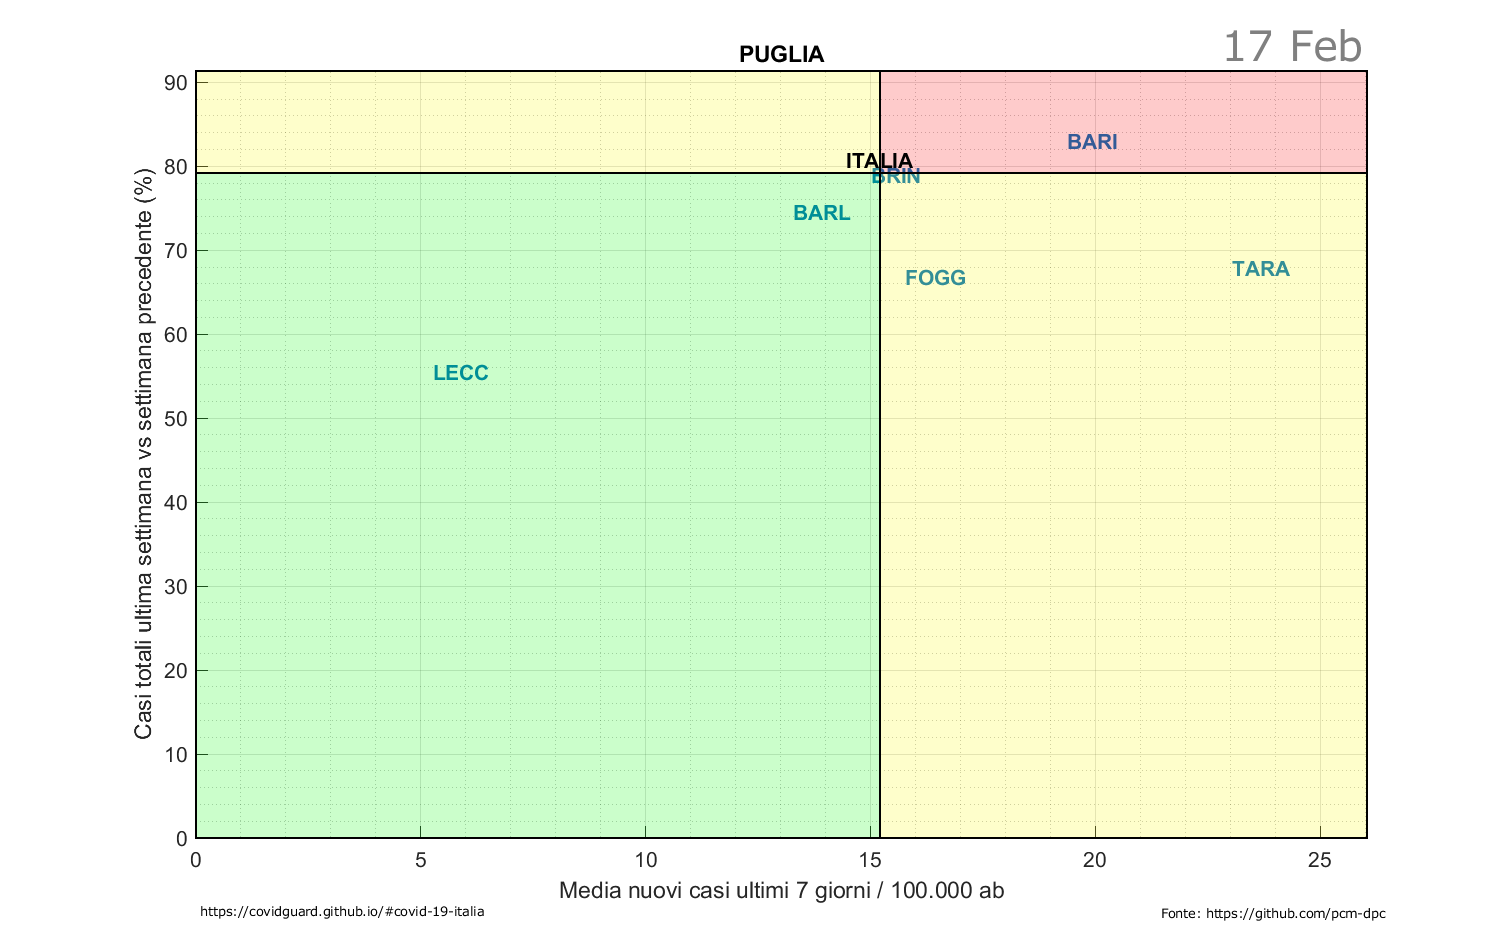 17 Feb
PUGLIA
90
80
70
60
50
40
30
20
10
0
Casi totali ultima settimana vs settimana precedente (%)
BARI
ITALIA
BRIN
BARL
FOGG
TARA
LECC
0 5 10 15 20 25
Media nuovi casi ultimi 7 giorni / 100.000 ab
https://covidguard.github.io/#covid-19-italia
Fonte: https://github.com/pcm-dpc